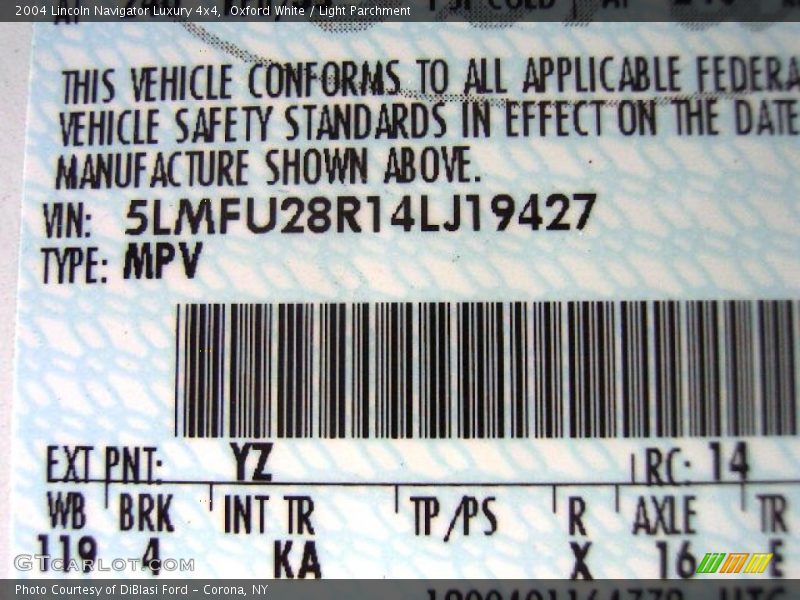 2004 Lincoln Navigator Luxury 4x4, Oxford White / Light Parchment
THIS VEHICLE CONFORMS TO ALL APPLICABLE FEDERA
VEHICLE SAFETY STANDARDS IN EFFECT ON THE DATE
MANUFACTURE SHOWN ABOVE.
VIN: 5LMFU28R14LJ19427
TYPE: MPV
EXT PNT: YZ RC: 14
WB BRK INT TR TP/PS R AXLE TR
119 4 KA X 16 E
GTcarlot.com
Photo Courtesy of DiBlasi Ford - Corona, NY